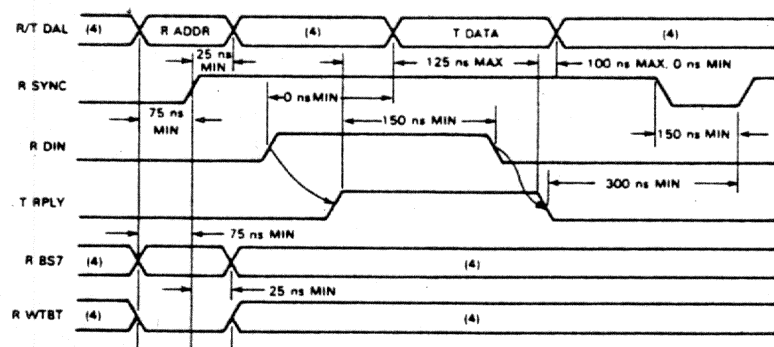 R/T DAL (4) R ADDR (4) T DATA (4)
25 ns MIN
125 ns MAX
100 ns MAX, 0 ns MIN
R SYNC
0 ns MIN
75 ns MIN
150 ns MIN
150 ns MIN
R DIN
300 ns MIN
T RPLY
75 ns MIN
R BS7 (4) (4)
25 ns MIN
R WTBT (4) (4)